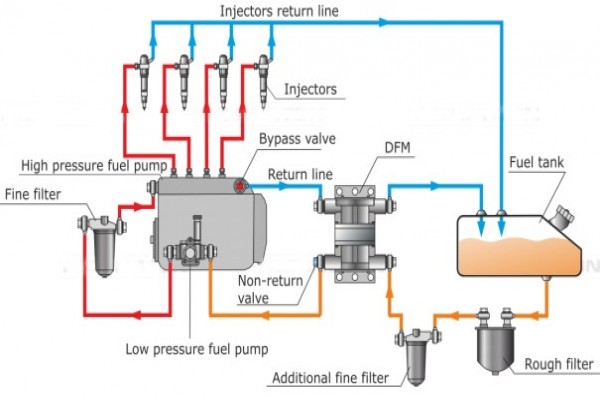 Injectors return line
Injectors
Bypass valve
DFM
High pressure fuel pump
Return line
Fuel tank
Fine filter
Non-return
valve
Low pressure fuel pump
Additional fine filter
Rough filter